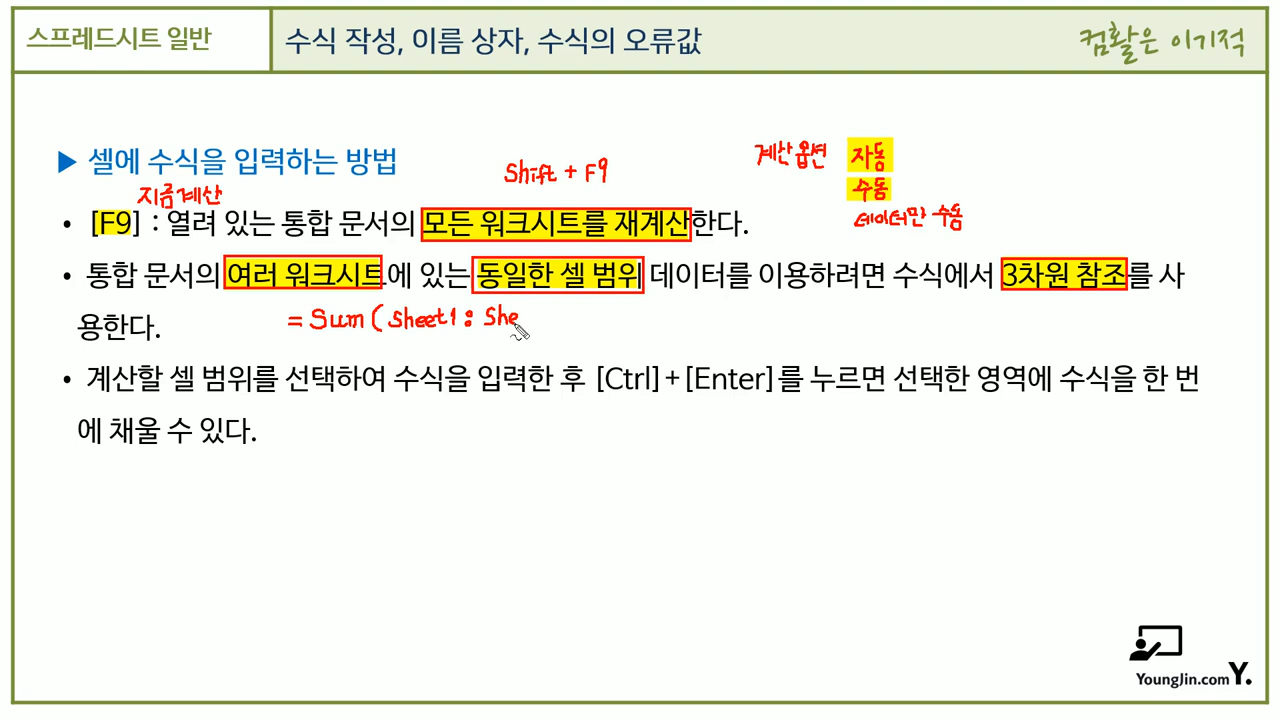 스프레드시트 일반
수식 작성, 이름 상자, 수식의 오류값
컴활은 이기적
▶ 셀에 수식을 입력하는 방법
Shift + F9
계산옵션 자동
수동
데이터만 수동
지금계산
• [F9] : 열려 있는 통합 문서의 모든 워크시트를 재계산한다.
• 통합 문서의 여러 워크시트에 있는 동일한 셀 범위 데이터를 이용하려면 수식에서 3차원 참조를 사
용한다.
= Sum ( Sheet1 : She
• 계산할 셀 범위를 선택하여 수식을 입력한 후 [Ctrl]+[Enter]를 누르면 선택한 영역에 수식을 한 번
에 채울 수 있다.
YoungJin.com Y.